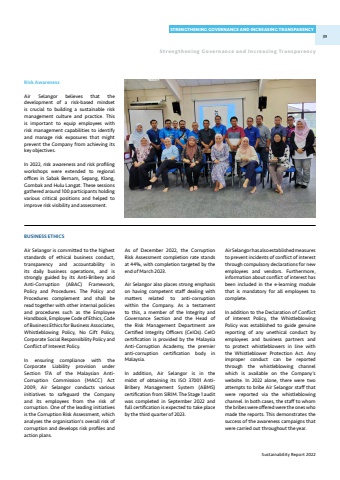 STRENGTHENING GOVERNANCE AND INCREASING TRANSPARENCY
39
Strengthening Governance and Increasing Transparency
Risk Awareness
Air Selangor believes that the
development of a risk-based mindset
is crucial to building a sustainable risk
management culture and practice. This
is important to equip employees with
risk management capabilities to identify
and manage risk exposures that might
prevent the Company from achieving its
key objectives.
In 2022, risk awareness and risk profiling
workshops were extended to regional
offices in Sabak Bernam, Sepang, Klang,
Gombak and Hulu Langat. These sessions
gathered around 100 participants holding
various critical positions and helped to
improve risk visibility and assessment.
BUSINESS ETHICS
Air Selangor is committed to the highest
standards of ethical business conduct,
transparency and accountability in
its daily business operations, and is
strongly guided by its Anti-Bribery and
Anti-Corruption (ABAC) Framework,
Policy and Procedures. The Policy and
Procedures complement and shall be
read together with other internal policies
and procedures such as the Employee
Handbook, Employee Code of Ethics, Code
of Business Ethics for Business Associates,
Whistleblowing Policy, No Gift Policy,
Corporate Social Responsibility Policy and
Conflict of Interest Policy.
In ensuring compliance with the
Corporate Liability provision under
Section 17A of the Malaysian Anti-
Corruption Commission (MACC) Act
2009, Air Selangor conducts various
initiatives to safeguard the Company
and its employees from the risk of
corruption. One of the leading initiatives
is the Corruption Risk Assessment, which
analyses the organisation's overall risk of
corruption and develops risk profiles and
action plans.
As of December 2022, the Corruption
Risk Assessment completion rate stands
at 44%, with completion targeted by the
end of March 2023.
Air Selangor also places strong emphasis
on having competent staff dealing with
matters related to anti-corruption
within the Company. As a testament
to this, a member of the Integrity and
Governance Section and the Head of
the Risk Management Department are
Certified Integrity Officers (CeIOs). CeIO
certification is provided by the Malaysia
Anti-Corruption Academy, the premier
anti-corruption certification body in
Malaysia.
In addition, Air Selangor is in the
midst of obtaining its ISO 37001 Anti-
Bribery Management System (ABMS)
certification from SIRIM. The Stage 1 audit
was completed in September 2022 and
full certification is expected to take place
by the third quarter of 2023.
Air Selangor has also established measures
to prevent incidents of conflict of interest
through compulsory declarations for new
employees and vendors. Furthermore,
information about conflict of interest has
been included in the e-learning module
that is mandatory for all employees to
complete.
In addition to the Declaration of Conflict
of Interest Policy, the Whistleblowing
Policy was established to guide genuine
reporting of any unethical conduct by
employees and business partners and
to protect whistleblowers in line with
the Whistleblower Protection Act. Any
improper conduct can be reported
through the whistleblowing channel
which is available on the Company's
website. In 2022 alone, there were two
attempts to bribe Air Selangor staff that
were reported via the whistleblowing
channel. In both cases, the staff to whom
the bribes were offered were the ones who
made the reports. This demonstrates the
success of the awareness campaigns that
were carried out throughout the year.
Sustainability Report 2022